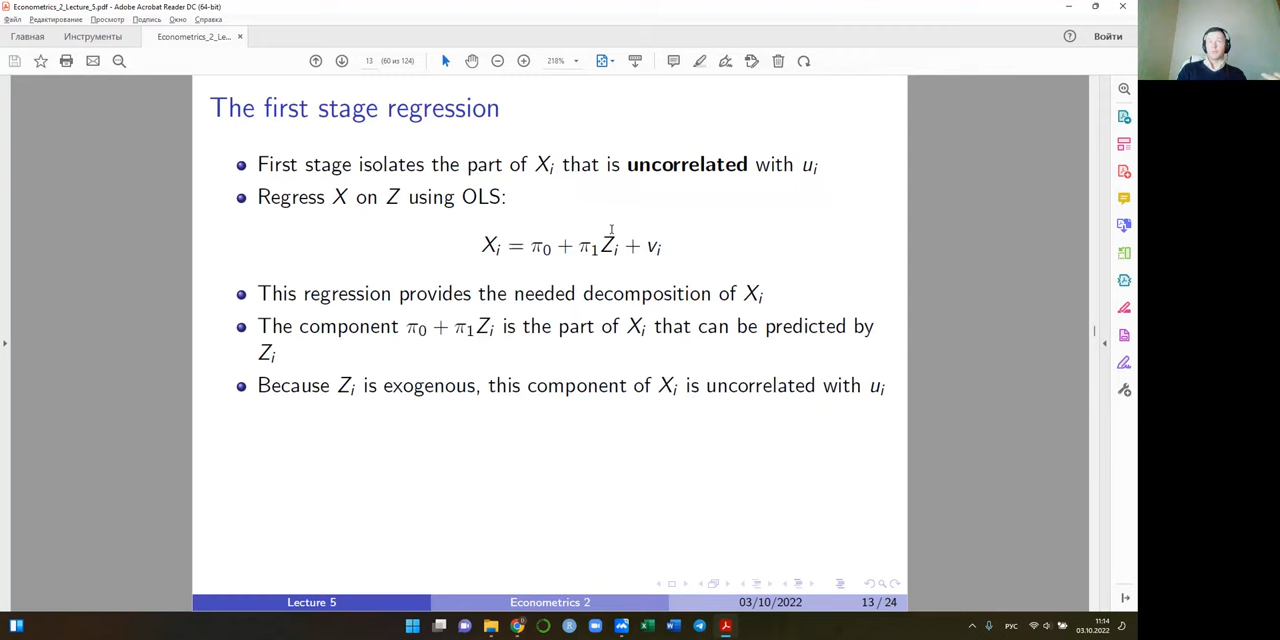 Econometrics_2_Lecture_5.pdf - Adobe Acrobat Reader DC (64-bit)
Файл Редактирование Просмотр Подпись Окно Справка
Главная Инструменты Econometrics_2_Le... × Войти
13 (60 из 124) 218%
The first stage regression
First stage isolates the part of Xᵢ that is uncorrelated with uᵢ
Regress X on Z using OLS:
Xᵢ = π₀ + π₁Zᵢ + vᵢ
This regression provides the needed decomposition of Xᵢ
The component π₀ + π₁Zᵢ is the part of Xᵢ that can be predicted by
Zᵢ
Because Zᵢ is exogenous, this component of Xᵢ is uncorrelated with uᵢ
Lecture 5 Econometrics 2 03/10/2022 13 / 24
РУС 11:14
03.10.2022